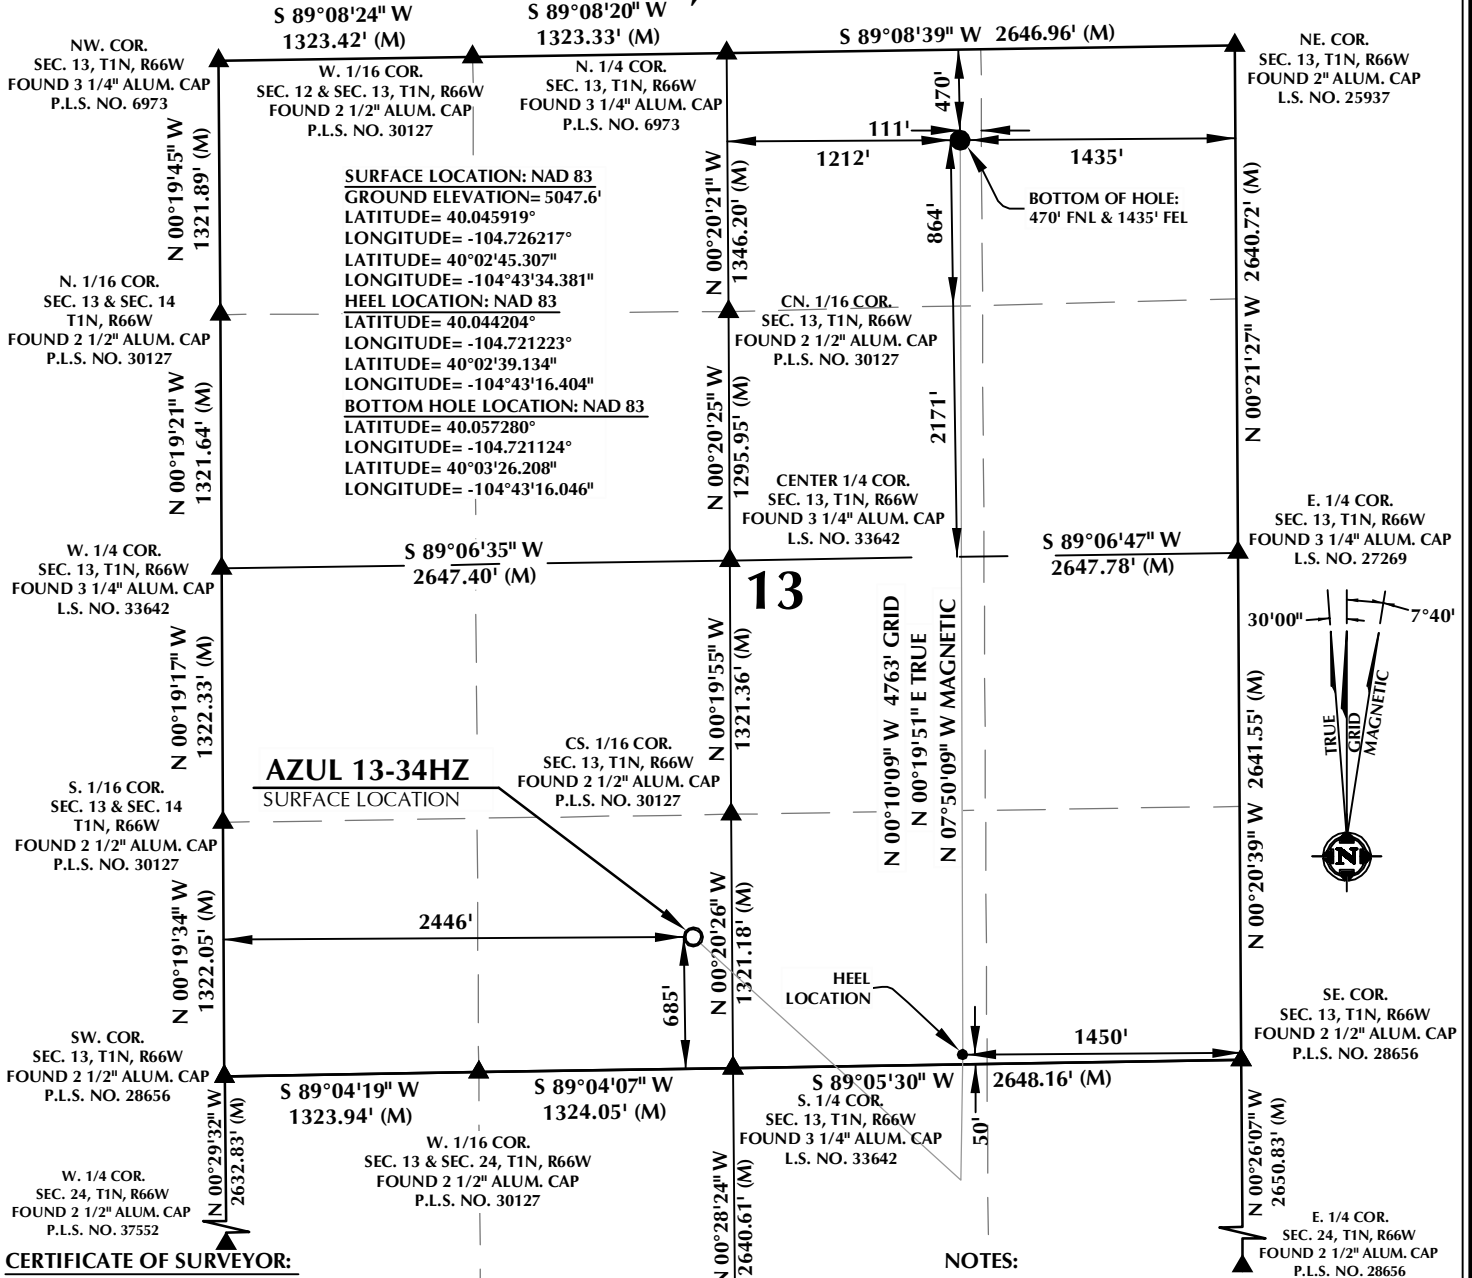 S 89°08'24" W
1323.42' (M)
S 89°08'20" W
1323.33' (M)
S 89°08'39" W 2646.96' (M)
NW. COR.
SEC. 13, T1N, R66W
FOUND 3 1/4" ALUM. CAP
P.L.S. NO. 6973
W. 1/16 COR.
SEC. 12 & SEC. 13, T1N, R66W
FOUND 2 1/2" ALUM. CAP
P.L.S. NO. 30127
N. 1/4 COR.
SEC. 13, T1N, R66W
FOUND 3 1/4" ALUM. CAP
P.L.S. NO. 6973
NE. COR.
SEC. 13, T1N, R66W
FOUND 2" ALUM. CAP
L.S. NO. 25937
470'
111'
1212'
1435'
BOTTOM OF HOLE:
470' FNL & 1435' FEL
864'
N 00°19'45" W
1321.89' (M)
SURFACE LOCATION: NAD 83
GROUND ELEVATION= 5047.6'
LATITUDE= 40.045919°
LONGITUDE= -104.726217°
LATITUDE= 40°02'45.307"
LONGITUDE= -104°43'34.381"
HEEL LOCATION: NAD 83
LATITUDE= 40.044204°
LONGITUDE= -104.721223°
LATITUDE= 40°02'39.134"
LONGITUDE= -104°43'16.404"
BOTTOM HOLE LOCATION: NAD 83
LATITUDE= 40.057280°
LONGITUDE= -104.721124°
LATITUDE= 40°03'26.208"
LONGITUDE= -104°43'16.046"
N 00°20'21" W
1346.20' (M)
N 00°21'27" W 2640.72' (M)
N. 1/16 COR.
SEC. 13 & SEC. 14
T1N, R66W
FOUND 2 1/2" ALUM. CAP
P.L.S. NO. 30127
CN. 1/16 COR.
SEC. 13, T1N, R66W
FOUND 2 1/2" ALUM. CAP
P.L.S. NO. 30127
N 00°19'21" W
1321.64' (M)
N 00°20'25" W
1295.95' (M)
2171'
CENTER 1/4 COR.
SEC. 13, T1N, R66W
FOUND 3 1/4" ALUM. CAP
L.S. NO. 33642
E. 1/4 COR.
SEC. 13, T1N, R66W
FOUND 3 1/4" ALUM. CAP
L.S. NO. 27269
W. 1/4 COR.
SEC. 13, T1N, R66W
FOUND 3 1/4" ALUM. CAP
L.S. NO. 33642
S 89°06'35" W
2647.40' (M)
S 89°06'47" W
2647.78' (M)
13
30'00"
7°40'
TRUE
GRID
MAGNETIC
N
N 00°19'17" W
1322.33' (M)
N 00°19'55" W
1321.36' (M)
N 00°10'09" W 4763' GRID
N 00°19'51" E TRUE
N 07°50'09" W MAGNETIC
N 00°20'39" W 2641.55' (M)
AZUL 13-34HZ
SURFACE LOCATION
CS. 1/16 COR.
SEC. 13, T1N, R66W
FOUND 2 1/2" ALUM. CAP
P.L.S. NO. 30127
S. 1/16 COR.
SEC. 13 & SEC. 14
T1N, R66W
FOUND 2 1/2" ALUM. CAP
P.L.S. NO. 30127
N 00°19'34" W
1322.05' (M)
2446'
685'
N 00°20'26" W
1321.18' (M)
HEEL
LOCATION
1450'
50'
SW. COR.
SEC. 13, T1N, R66W
FOUND 2 1/2" ALUM. CAP
P.L.S. NO. 28656
SE. COR.
SEC. 13, T1N, R66W
FOUND 2 1/2" ALUM. CAP
P.L.S. NO. 28656
S 89°04'19" W
1323.94' (M)
S 89°04'07" W
1324.05' (M)
S 89°05'30" W
2648.16' (M)
S. 1/4 COR.
SEC. 13, T1N, R66W
FOUND 3 1/4" ALUM. CAP
L.S. NO. 33642
W. 1/16 COR.
SEC. 13 & SEC. 24, T1N, R66W
FOUND 2 1/2" ALUM. CAP
P.L.S. NO. 30127
N 00°29'32" W
2632.83' (M)
N 00°28'24" W
2640.61' (M)
N 00°26'07" W
2650.83' (M)
W. 1/4 COR.
SEC. 24, T1N, R66W
FOUND 2 1/2" ALUM. CAP
P.L.S. NO. 37552
E. 1/4 COR.
SEC. 24, T1N, R66W
FOUND 2 1/2" ALUM. CAP
P.L.S. NO. 28656
CERTIFICATE OF SURVEYOR:
NOTES: